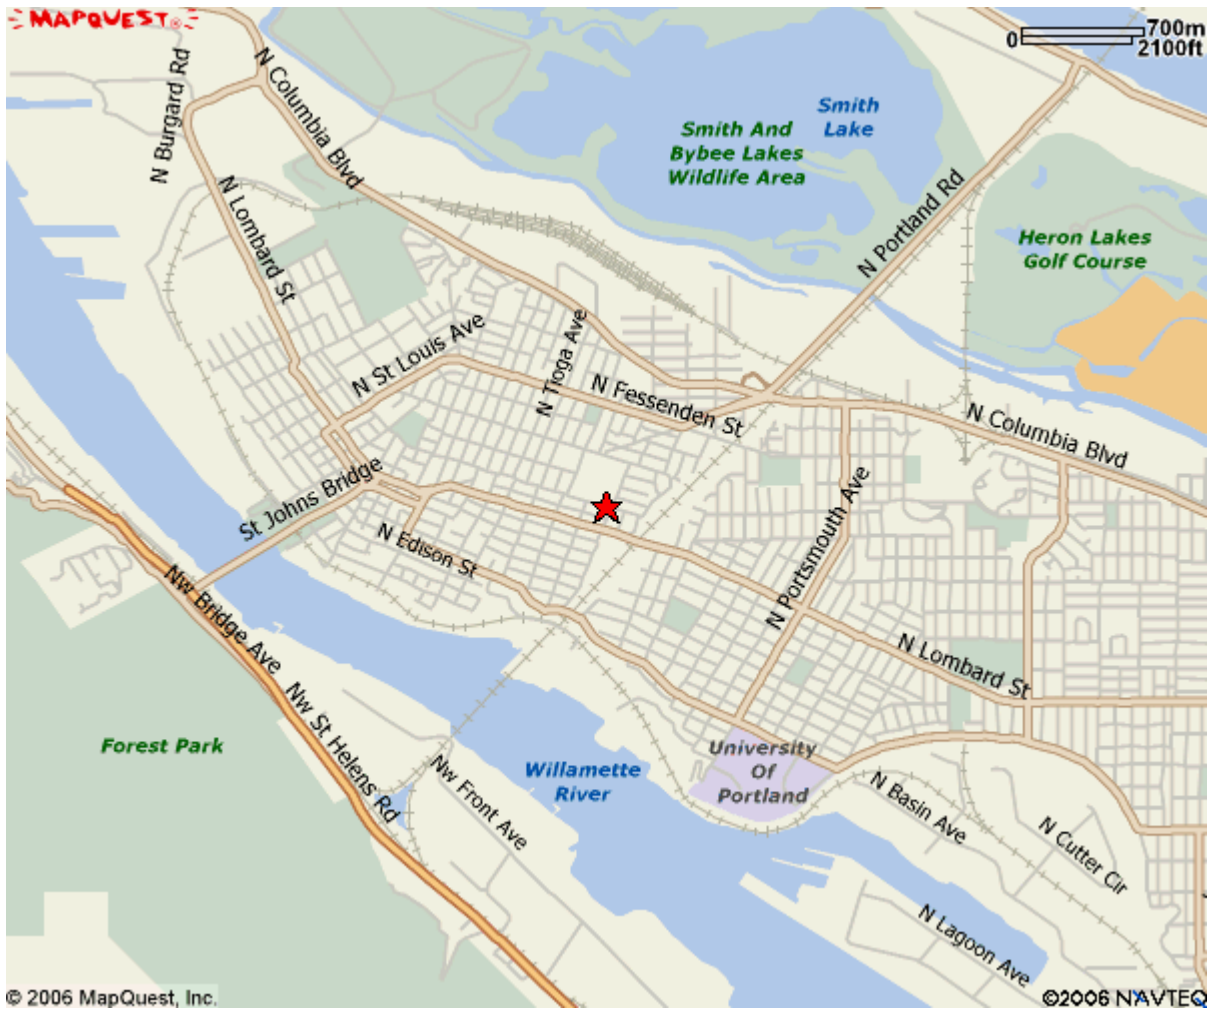 MAPQUEST
700m
0
2100ft
N Burgard Rd
N Columbia Blvd
Smith
Lake
Smith And
Bybee Lakes
Wildlife Area
N Lombard St
N Portland Rd
Heron Lakes
Golf Course
N St Louis Ave
N Tioga Ave
N Fessenden St
N Columbia Blvd
St Johns Bridge
N Edison St
N Portsmouth Ave
Nw Bridge Ave
N Lombard St
Nw St Helens Rd
Forest Park
Willamette
River
University
Of
Portland
Nw Front Ave
N Basin Ave
N Cutter Cir
N Lagoon Ave
© 2006 MapQuest, Inc.
©2006 NAVTEQ